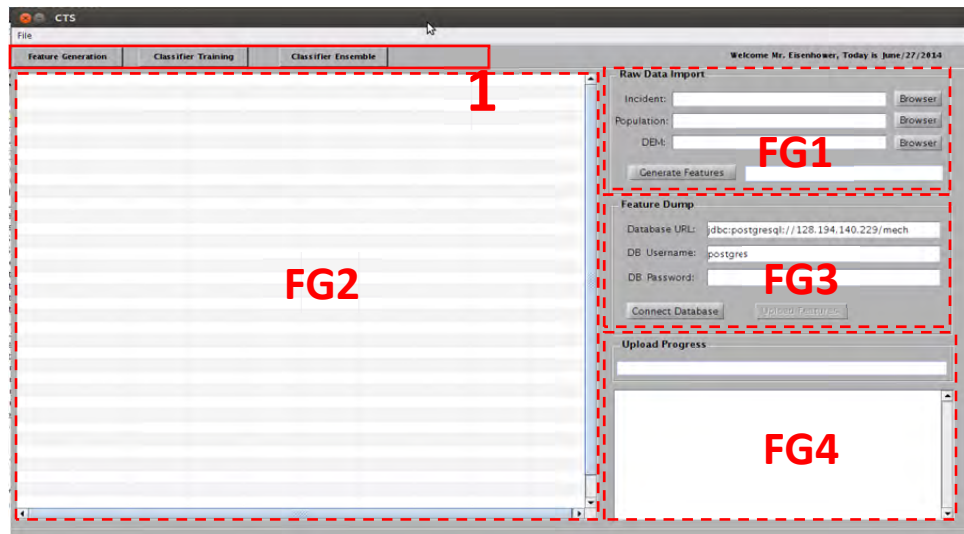 CTS
File
Feature Generation Classifier Training Classifier Ensemble Welcome Mr. Eisenhower, Today is June/27/2014
1
Raw Data Import
Incident: Browser
Population: Browser
DEM: Browser
FG1
Generate Features
Feature Dump
Database URL: jdbc:postgresql://128.194.140.229/mech
DB Username: postgres
DB Password:
FG2
FG3
Connect Database Upload Features
Upload Progress
FG4